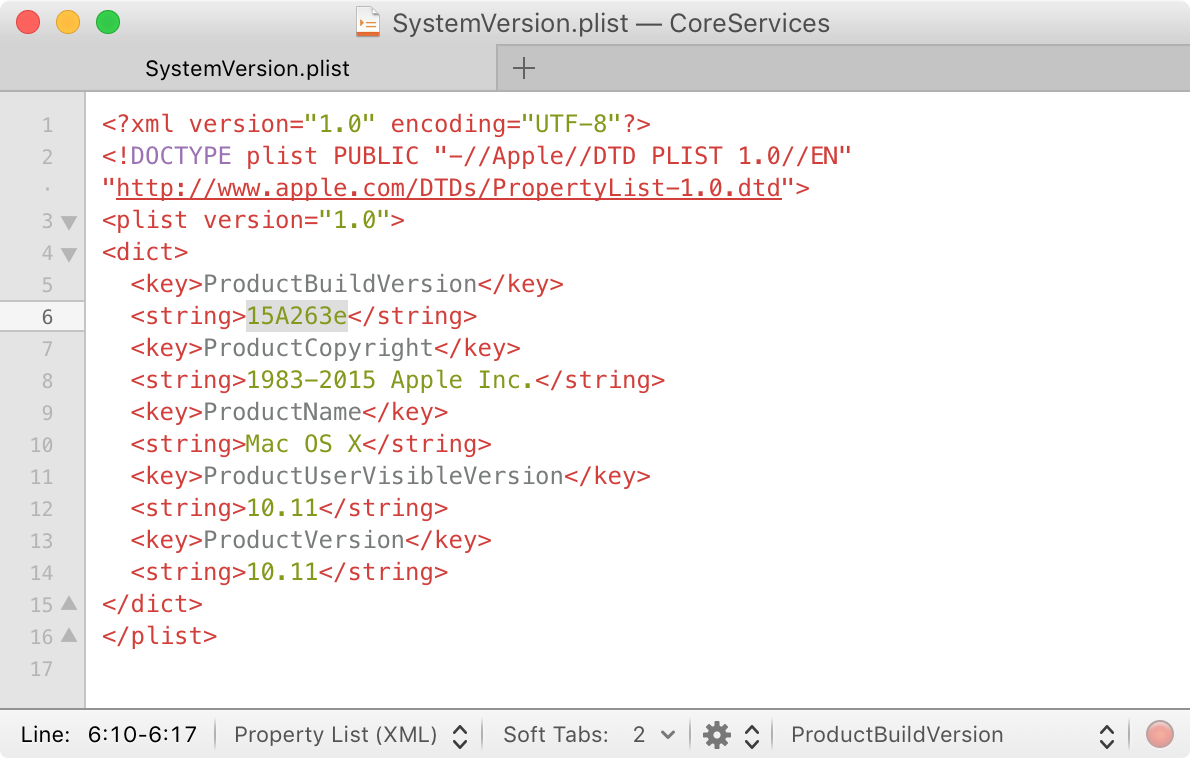 SystemVersion.plist — CoreServices
SystemVersion.plist
1 <?xml version="1.0" encoding="UTF-8"?>
2 <!DOCTYPE plist PUBLIC "-//Apple//DTD PLIST 1.0//EN"
· "http://www.apple.com/DTDs/PropertyList-1.0.dtd">
3 <plist version="1.0">
4 <dict>
5   <key>ProductBuildVersion</key>
6   <string>15A263e</string>
7   <key>ProductCopyright</key>
8   <string>1983-2015 Apple Inc.</string>
9   <key>ProductName</key>
10   <string>Mac OS X</string>
11   <key>ProductUserVisibleVersion</key>
12   <string>10.11</string>
13   <key>ProductVersion</key>
14   <string>10.11</string>
15 </dict>
16 </plist>
17
Line: 6:10-6:17 Property List (XML) Soft Tabs: 2 ProductBuildVersion